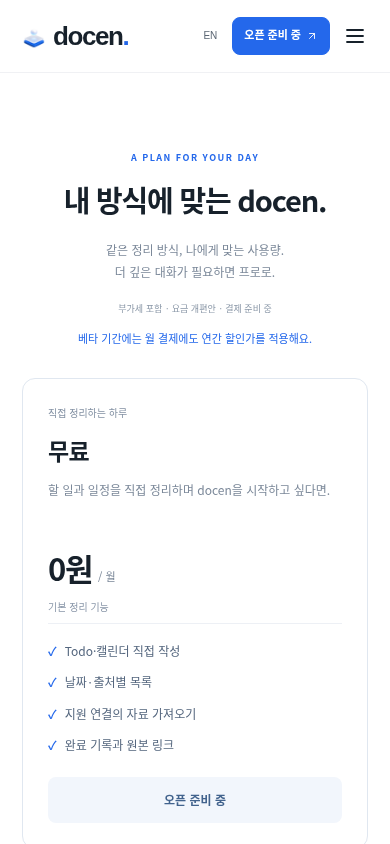 docen.
EN
오픈 준비 중
A PLAN FOR YOUR DAY
내 방식에 맞는 docen.
같은 정리 방식, 나에게 맞는 사용량.
더 깊은 대화가 필요하면 프로로.
부가세 포함 · 요금 개편안 · 결제 준비 중
베타 기간에는 월 결제에도 연간 할인가를 적용해요.
직접 정리하는 하루
무료
할 일과 일정을 직접 정리하며 docen을 시작하고 싶다면.
0원 / 월
기본 정리 기능
✓ Todo·캘린더 직접 작성
✓ 날짜·출처별 목록
✓ 지원 연결의 자료 가져오기
✓ 완료 기록과 원본 링크
오픈 준비 중